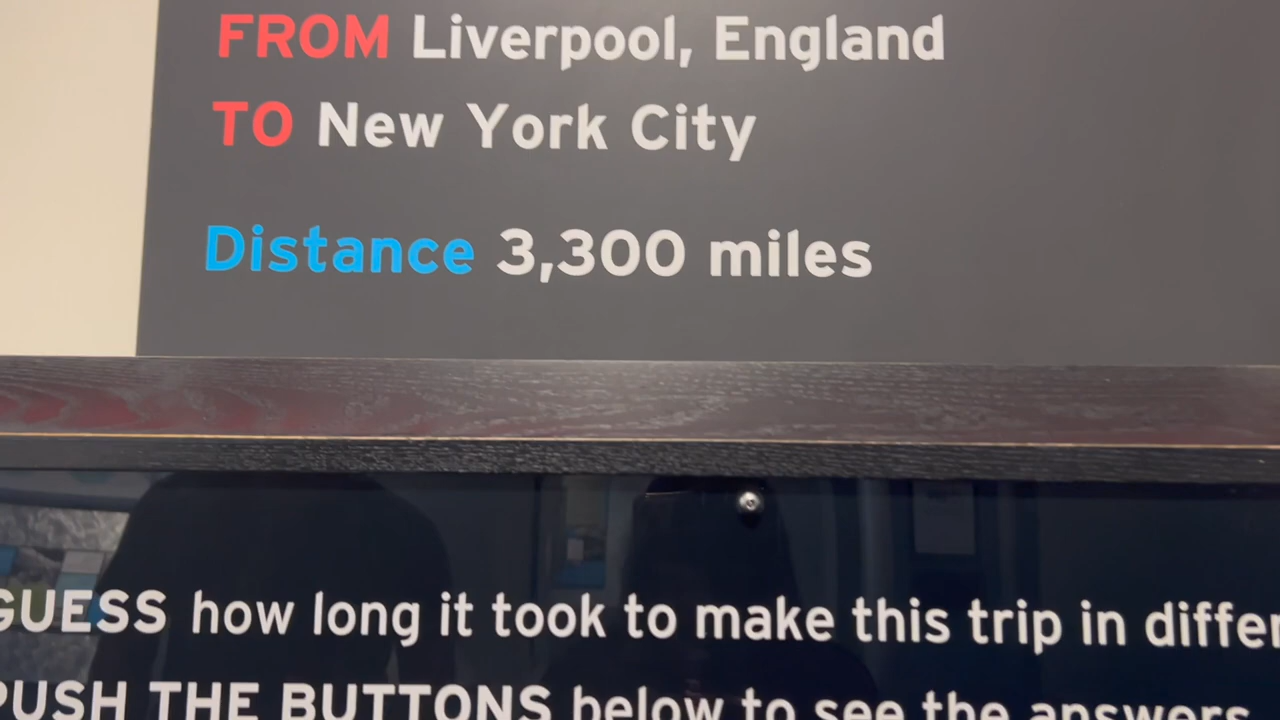 FROM Liverpool, England
TO New York City
Distance 3,300 miles
GUESS how long it took to make this trip in
PUSH THE BUTTONS below to see the answers